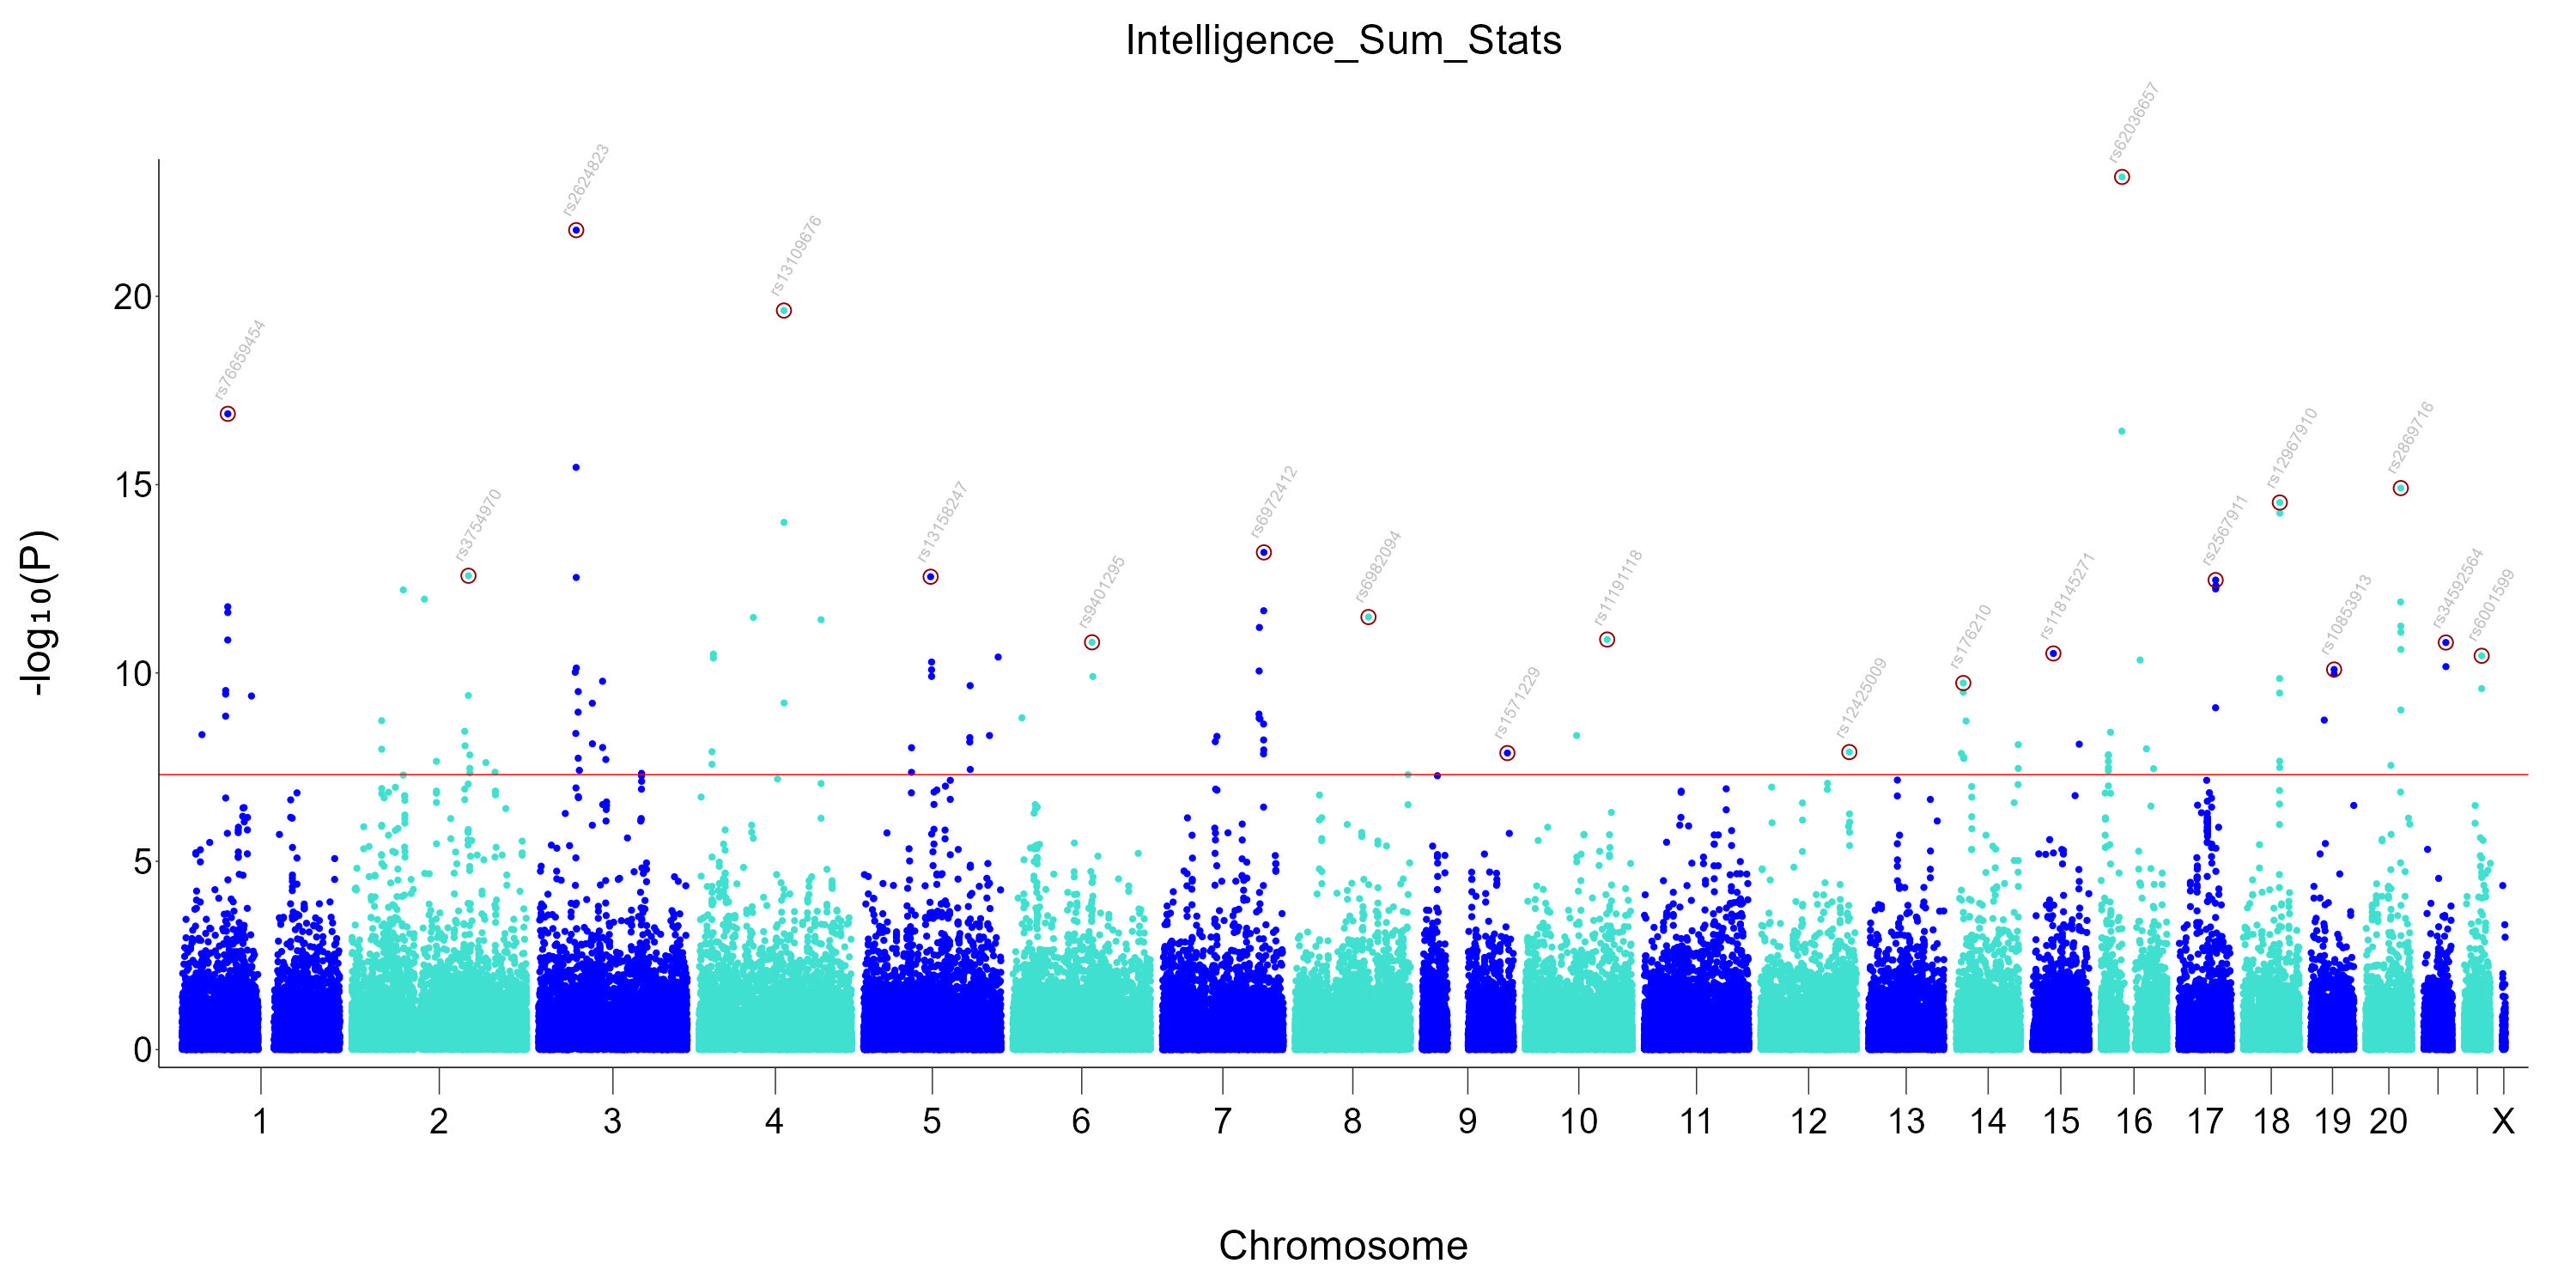 Intelligence_Sum_Stats
rs62036657
rs2624823
rs13109676
rs76659454
rs2869716
rs12967910
rs6972412
rs13158247
rs3754970
rs2567911
rs6982094
rs34592564
rs11191118
rs9401295
rs118145271
rs6001599
rs10853913
rs176210
rs12425009
rs1571229
20
15
10
5
0
-log₁₀(P)
1 2 3 4 5 6 7 8 9 10 11 12 13 14 15 16 17 18 19 20 X
Chromosome